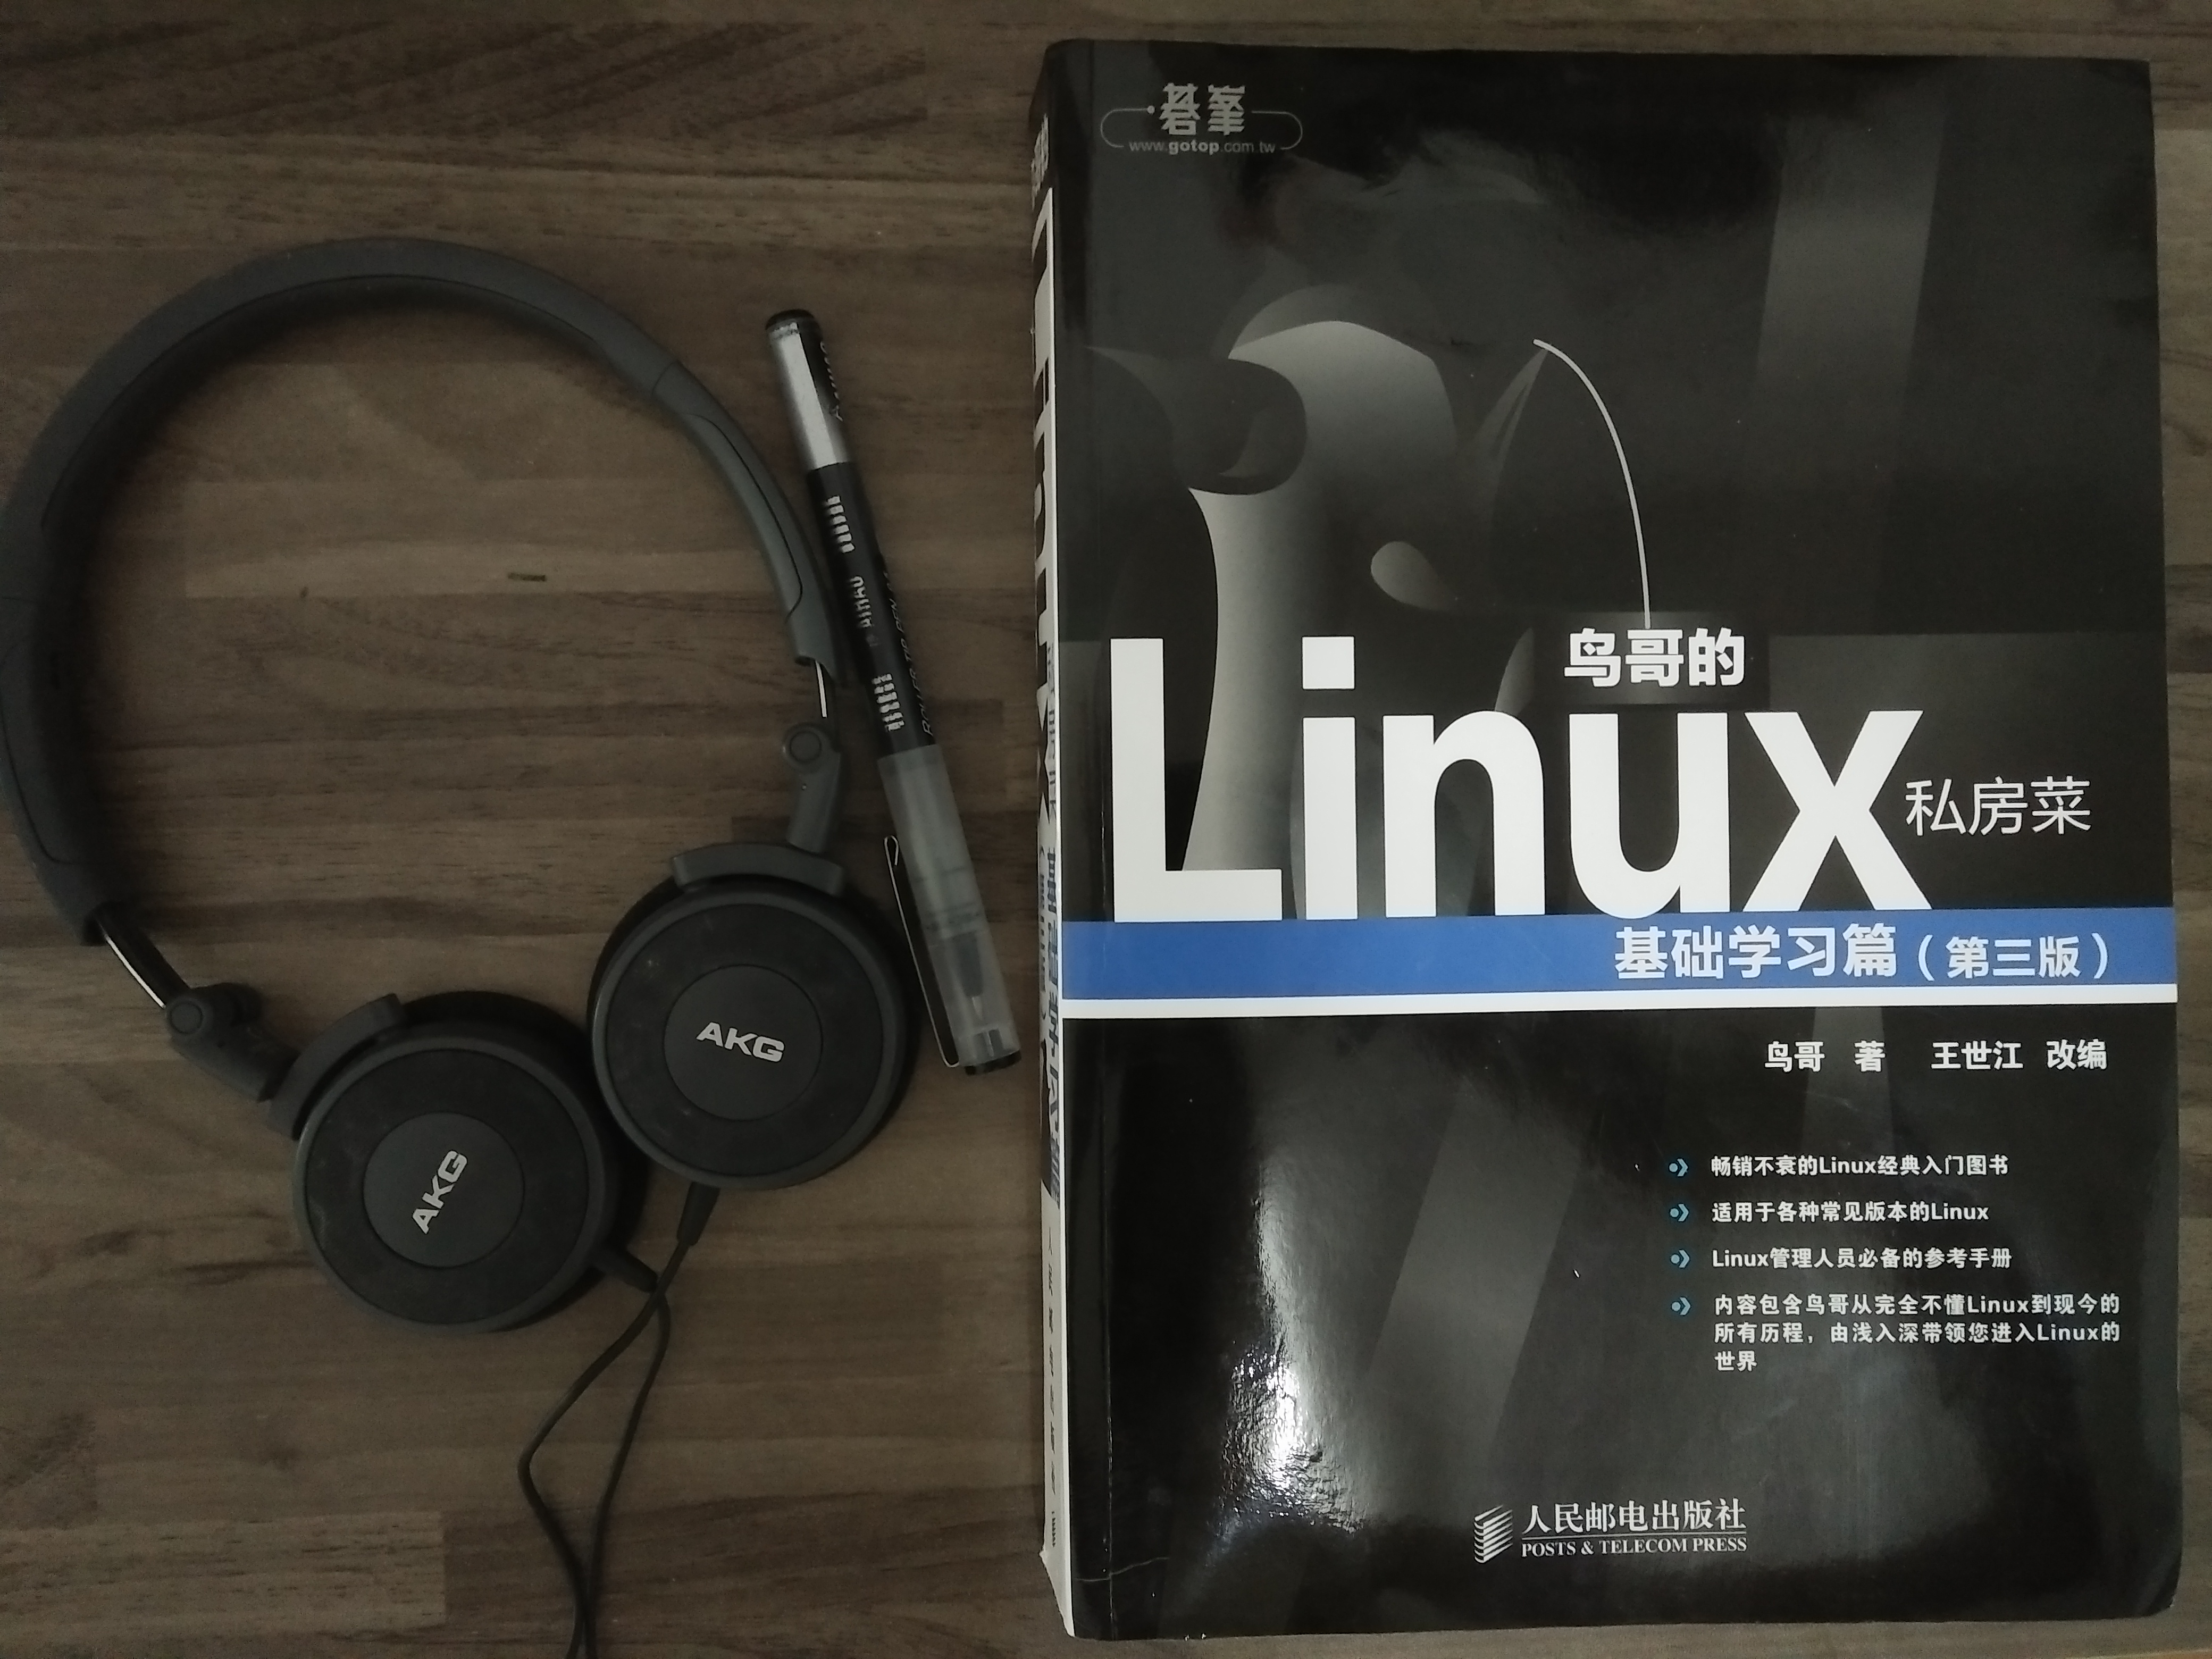 碁峯
www.gotop.com.tw
鸟哥的
Linux私房菜
基础学习篇（第三版）
鸟哥 著 王世江 改编
畅销不衰的Linux经典入门图书
适用于各种常见版本的Linux
Linux管理人员必备的参考手册
内容包含鸟哥从完全不懂Linux到现今的
所有历程，由浅入深带领您进入Linux的
世界
人民邮电出版社
POSTS & TELECOM PRESS
AKG
AKG